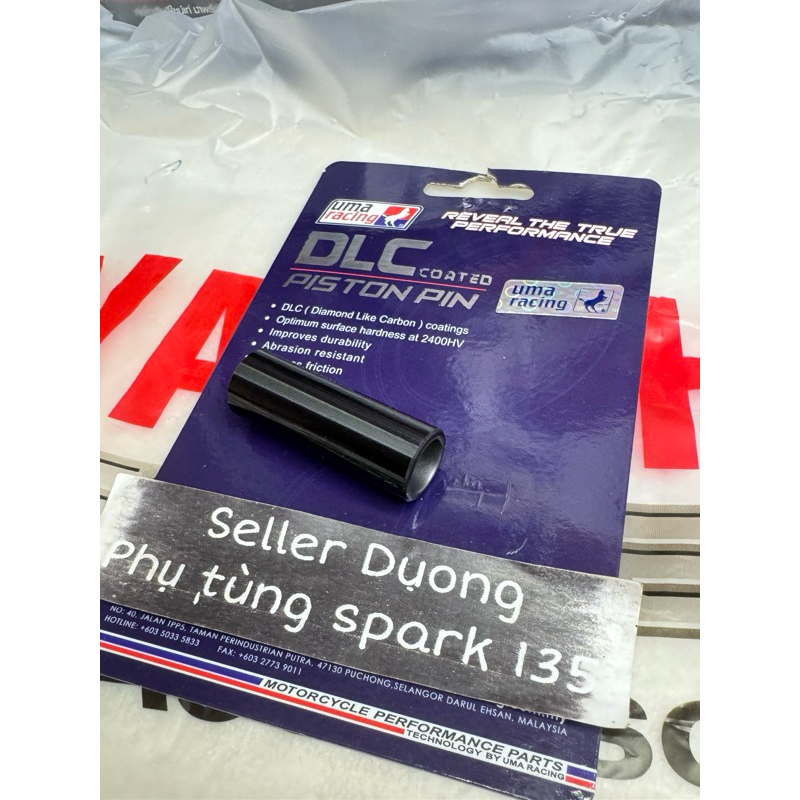 uma racing
REVEAL THE TRUE
PERFORMANCE
DLC COATED
PISTON PIN
uma racing
• DLC ( Diamond Like Carbon ) coatings
• Optimum surface hardness at 2400HV
• Improves durability
• Abrasion resistant
friction
Seller Dương
Phụ tùng spark 135
NO: 40, JALAN TPP5, TAMAN PERINDUSTRIAN PUTRA, 47130 PUCHONG,SELANGOR DARUL EHSAN, MALAYSIA
HOTLINE: +603 5033 5833 FAX: +603 2773 9011
MOTORCYCLE PERFORMANCE PARTS
TECHNOLOGY BY UMA RACING